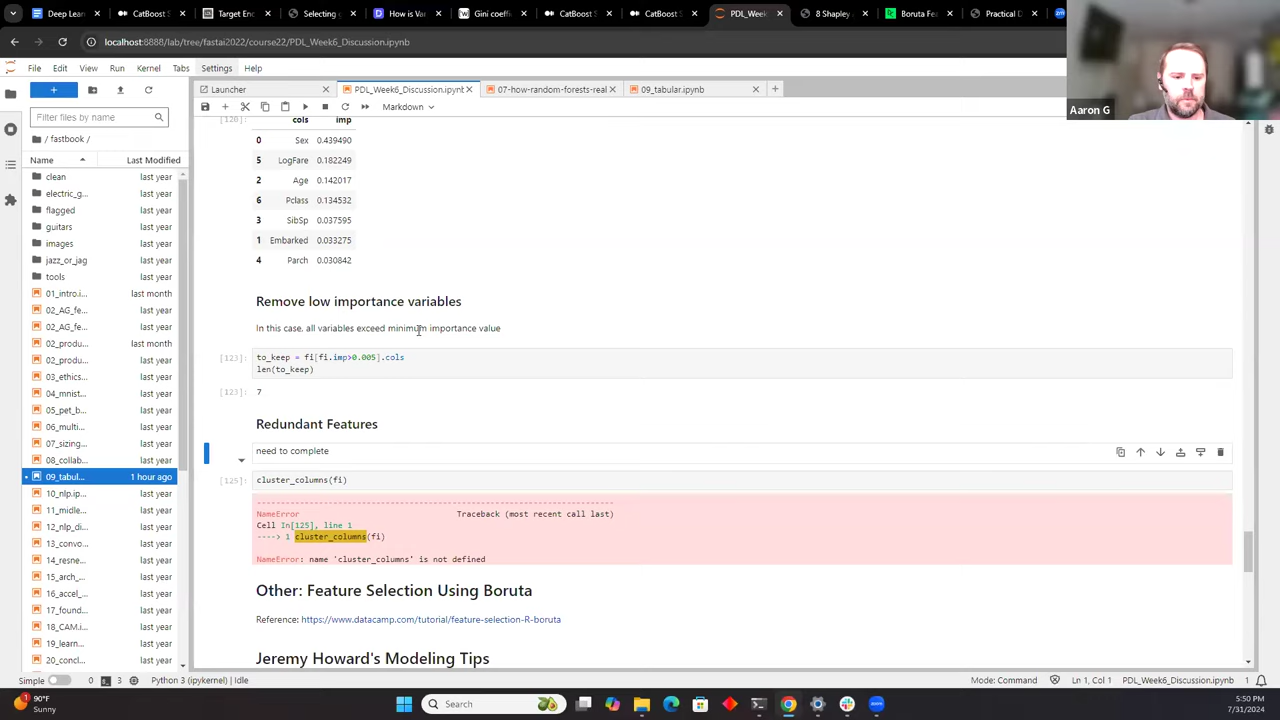 Deep Learn
CatBoost
Target Enc
Selecting
How is Var
Gini coeffi
CatBoost S
CatBoost S
PDL_Week
8 Shapley
Boruta Fea
Practical D
localhost:8888/lab/tree/fastai2022/course22/PDL_Week6_Discussion.ipynb
Aaron G
File Edit View Run Kernel Tabs Settings Help
Launcher
PDL_Week6_Discussion.ipynb
07-how-random-forests-real
09_tabular.ipynb
Markdown
Filter files by name
/ fastbook /
Name Last Modified
clean last year
electric_g... last year
flagged last year
guitars last year
images last year
jazz_or_jag last year
tools last year
01_intro.i... last month
02_AG_fe... last year
02_AG_fe... last year
02_produ... last month
02_produ... last year
03_ethics... last year
04_mnist... last year
05_pet_b... last year
06_multi... last year
07_sizing... last year
08_collab... last year
09_tabul... 1 hour ago
10_nlp.ip... last year
11_midle... last year
12_nlp_di... last year
13_convo... last year
14_resne... last year
15_arch_... last year
16_accel_... last year
17_found... last year
18_CAM.i... last year
19_learn... last year
20_concl... last year
[120]:
cols imp
0 Sex 0.439490
5 LogFare 0.182249
2 Age 0.142017
6 Pclass 0.134532
3 SibSp 0.037595
1 Embarked 0.033275
4 Parch 0.030842
Remove low importance variables
In this case, all variables exceed minimum importance value
[123]: to_keep = fi[fi.imp>0.005].cols
len(to_keep)
[123]: 7
Redundant Features
need to complete
[125]: cluster_columns(fi)
---------------------------------------------------------------------------
NameError Traceback (most recent call last)
Cell In[125], line 1
----> 1 cluster_columns(fi)
NameError: name 'cluster_columns' is not defined
Other: Feature Selection Using Boruta
Reference: https://www.datacamp.com/tutorial/feature-selection-R-boruta
Jeremy Howard's Modeling Tips
Simple 0 3 Python 3 (ipykernel) | Idle
Mode: Command Ln 1, Col 1 PDL_Week6_Discussion.ipynb 1
90°F
Sunny
Search
5:50 PM
7/31/2024